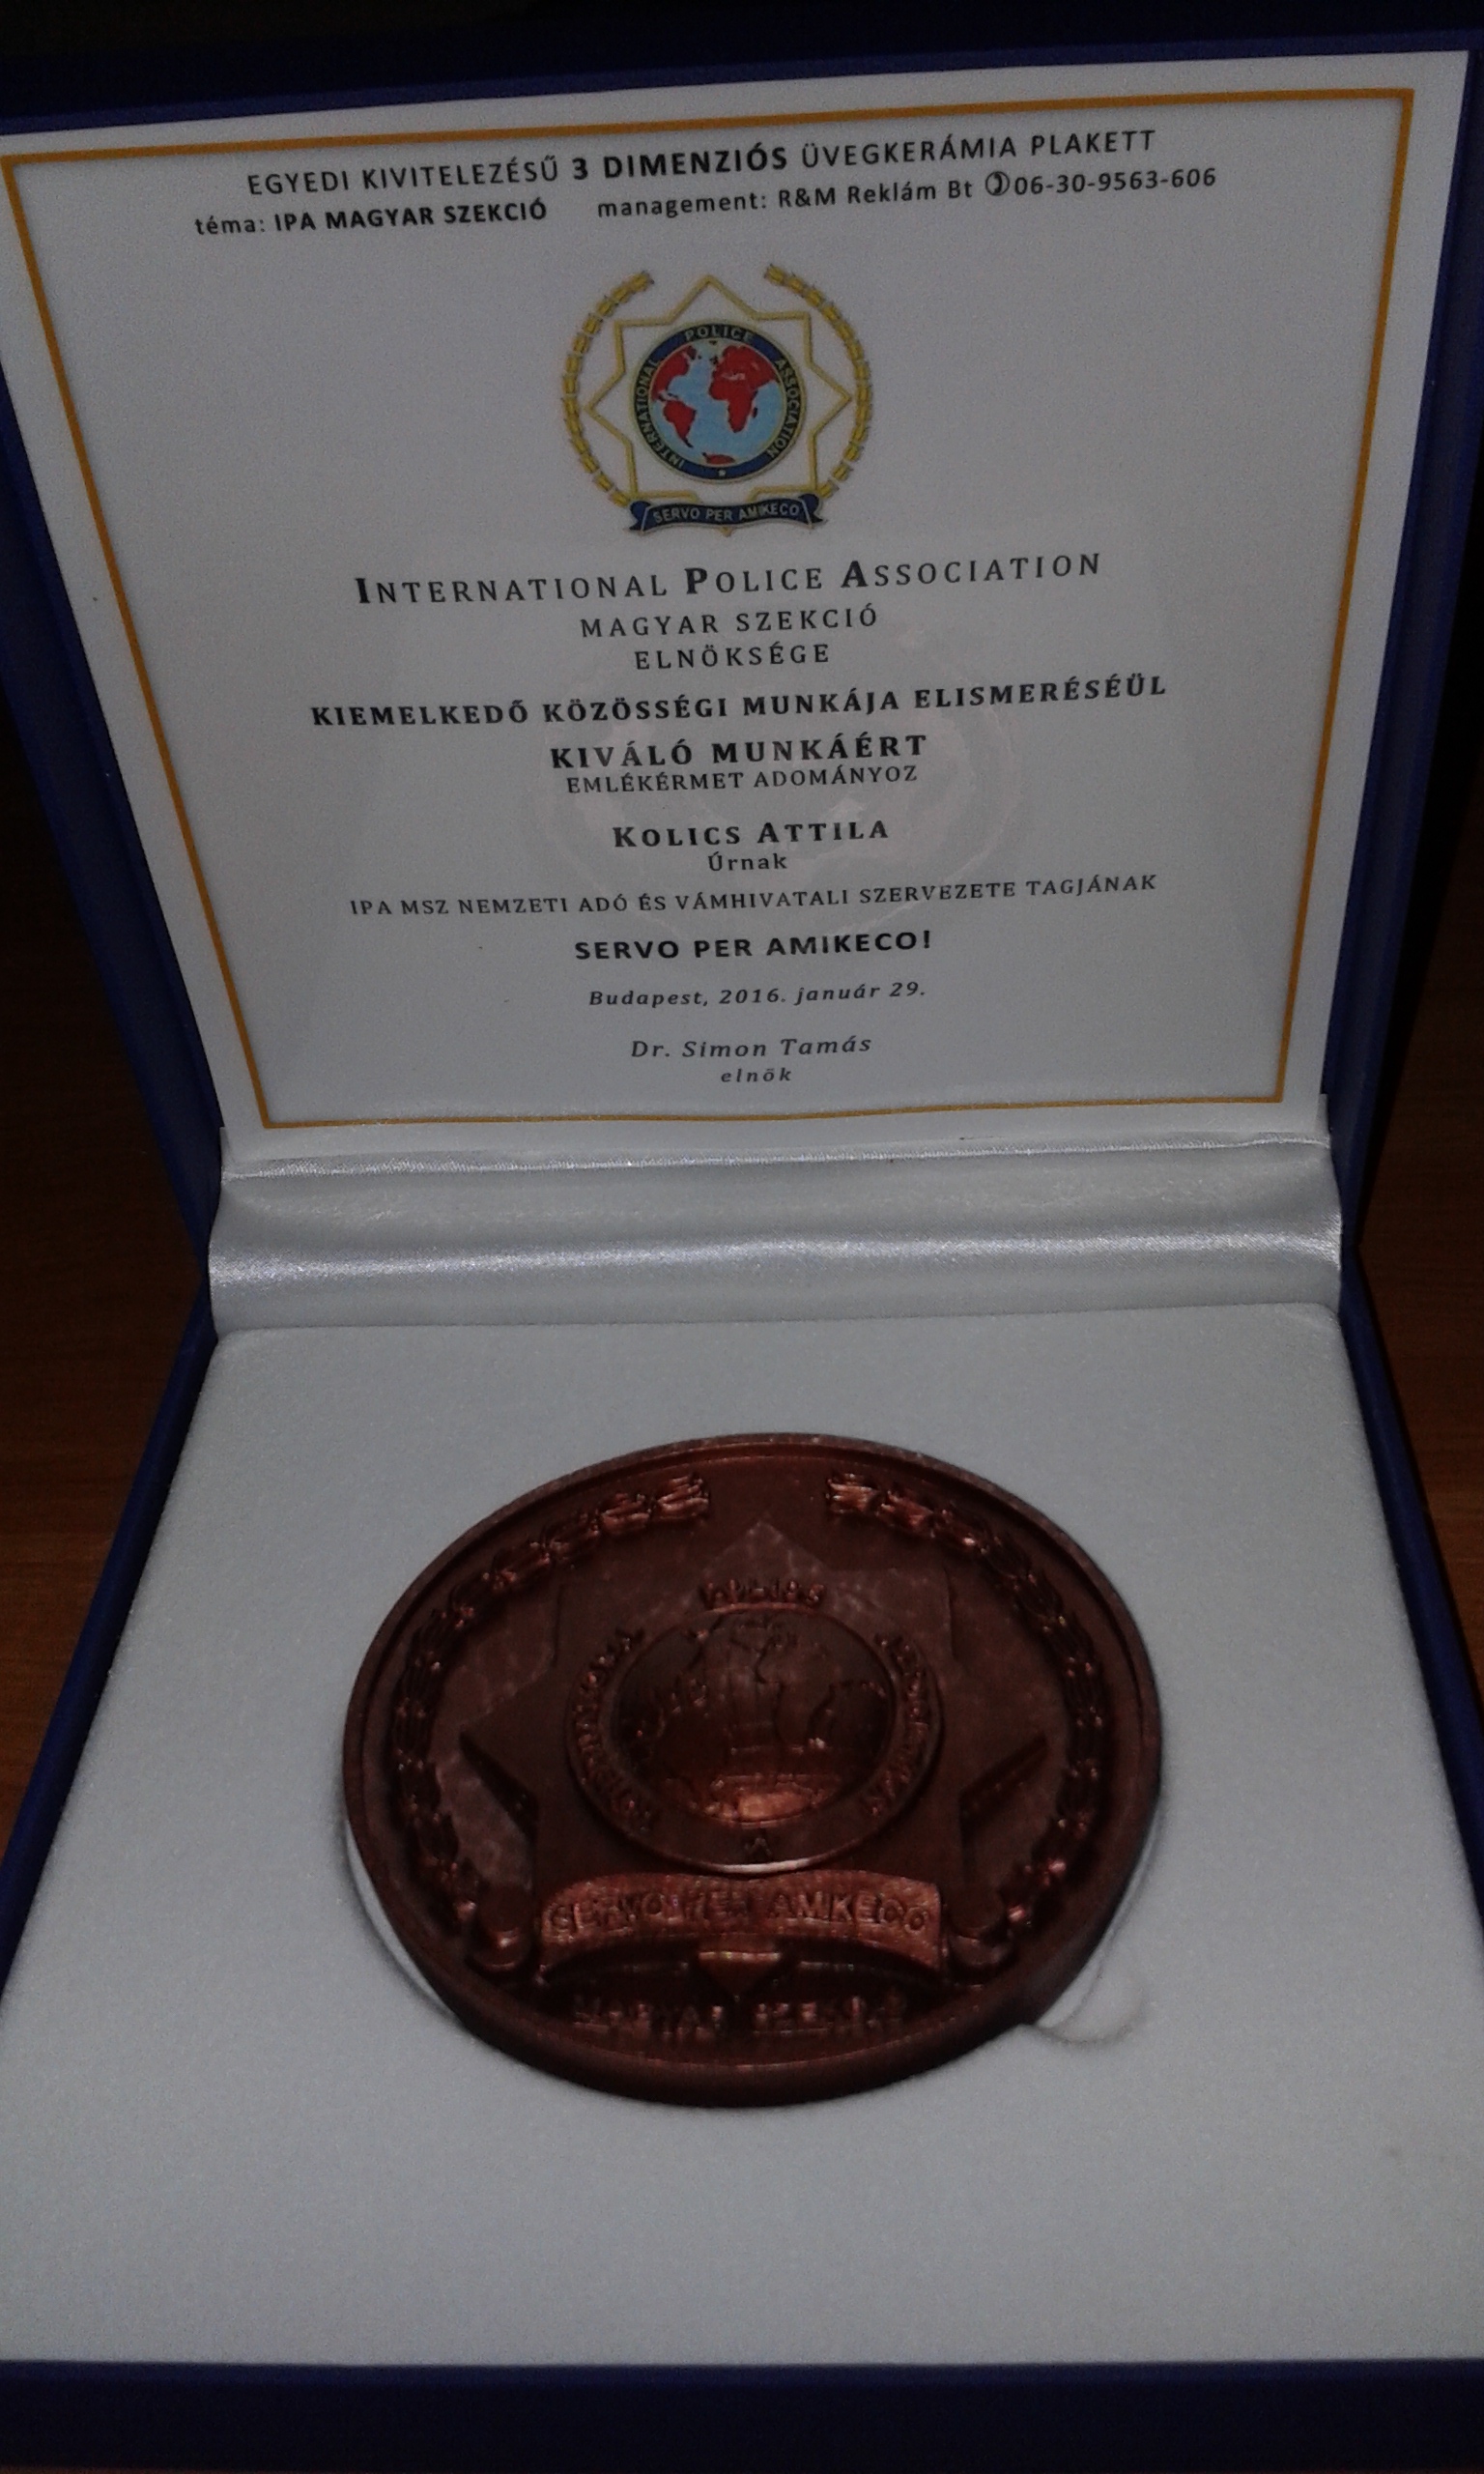 EGYEDI KIVITELEZÉSŰ 3 DIMENZIÓS ÜVEGKERÁMIA PLAKETT
téma: IPA MAGYAR SZEKCIÓ management: R&M Reklám Bt ✆06-30-9563-606
INTERNATIONAL POLICE ASSOCIATION
SERVO PER AMIKECO
INTERNATIONAL POLICE ASSOCIATION
MAGYAR SZEKCIÓ
ELNÖKSÉGE
KIEMELKEDŐ KÖZÖSSÉGI MUNKÁJA ELISMERÉSÉÜL
KIVÁLÓ MUNKÁÉRT
EMLÉKÉRMET ADOMÁNYOZ
KOLICS ATTILA
Úrnak
IPA MSZ NEMZETI ADÓ ÉS VÁMHIVATALI SZERVEZETE TAGJÁNAK
SERVO PER AMIKECO!
Budapest, 2016. január 29.
Dr. Simon Tamás
elnök
SERVO PER AMIKECO